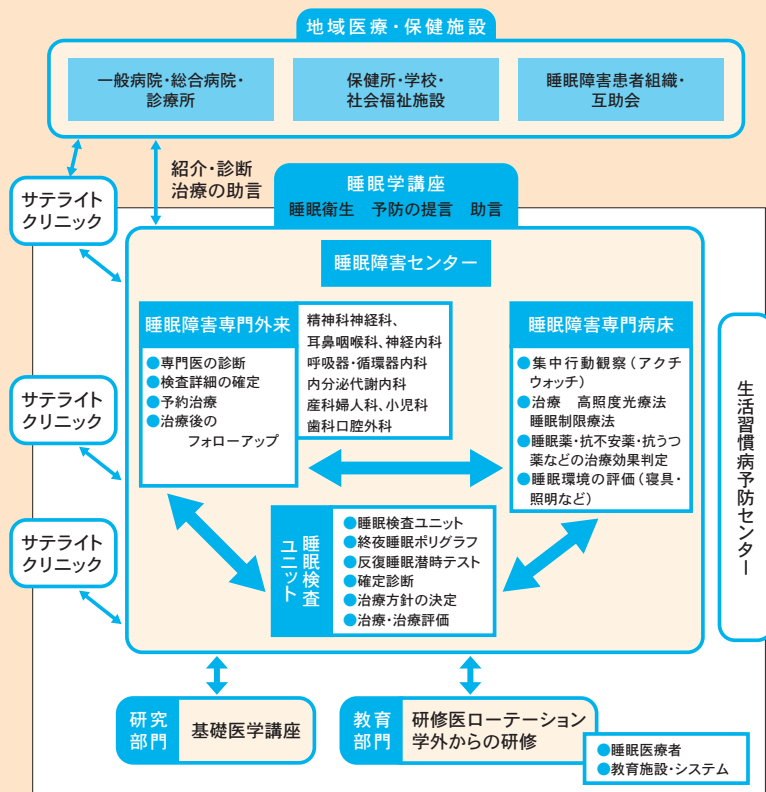 地域医療・保健施設
一般病院・総合病院・
診療所
保健所・学校・
社会福祉施設
睡眠障害患者組織・
互助会
紹介・診断
治療の助言
サテライト
クリニック
睡眠学講座
睡眠衛生　予防の提言　助言
睡眠障害センター
睡眠障害専門外来
●専門医の診断
●検査詳細の確定
●予約治療
●治療後の
フォローアップ
精神科神経科、
耳鼻咽喉科、神経内科
呼吸器・循環器内科
内分泌代謝内科
産科婦人科、小児科
歯科口腔外科
睡眠障害専門病床
●集中行動観察（アクチ
ウォッチ）
●治療　高照度光療法
睡眠制限療法
●睡眠薬・抗不安薬・抗うつ
薬などの治療効果判定
●睡眠環境の評価（寝具・
照明など）
サテライト
クリニック
サテライト
クリニック
睡眠検査
ユニット
●睡眠検査ユニット
●終夜睡眠ポリグラフ
●反復睡眠潜時テスト
●確定診断
●治療方針の決定
●治療・治療評価
生活習慣病予防センター
研究
部門
基礎医学講座
教育
部門
研修医ローテーション
学外からの研修
●睡眠医療者
●教育施設・システム